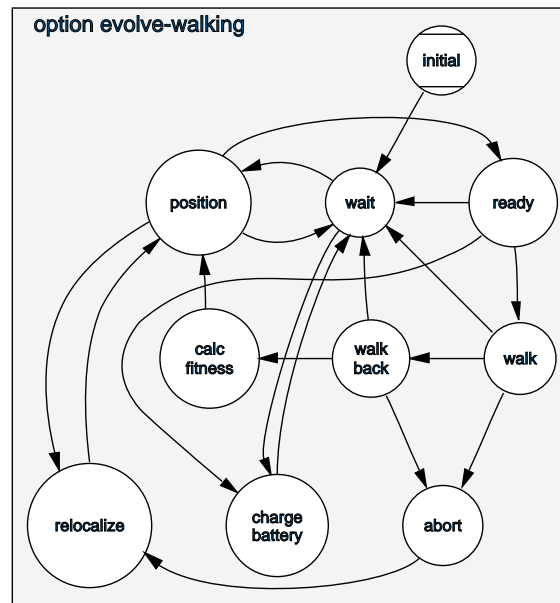 option evolve-walking
initial
position
wait
ready
calc
fitness
walk
back
walk
relocalize
charge
battery
abort